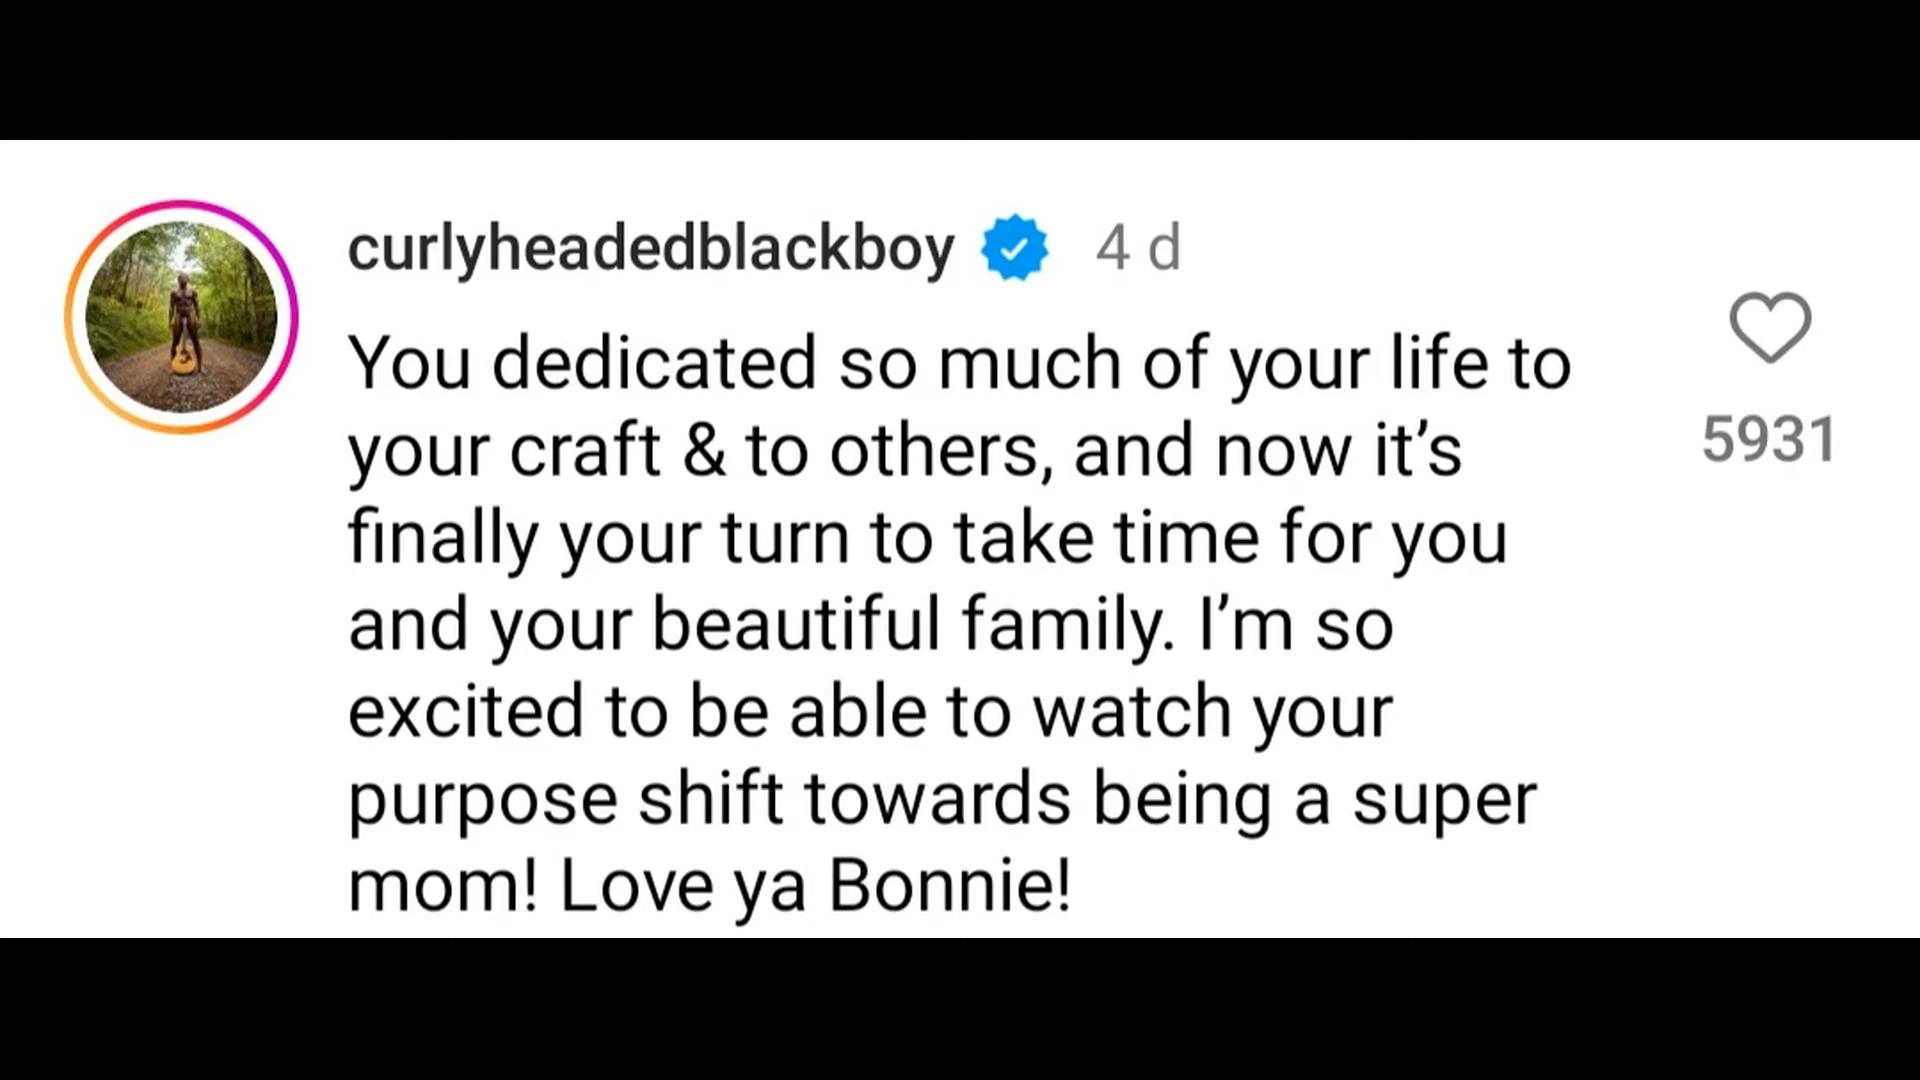 curlyheadedblackboy 4 d
You dedicated so much of your life to
your craft & to others, and now it’s
finally your turn to take time for you
and your beautiful family. I’m so
excited to be able to watch your
purpose shift towards being a super
mom! Love ya Bonnie!
5931